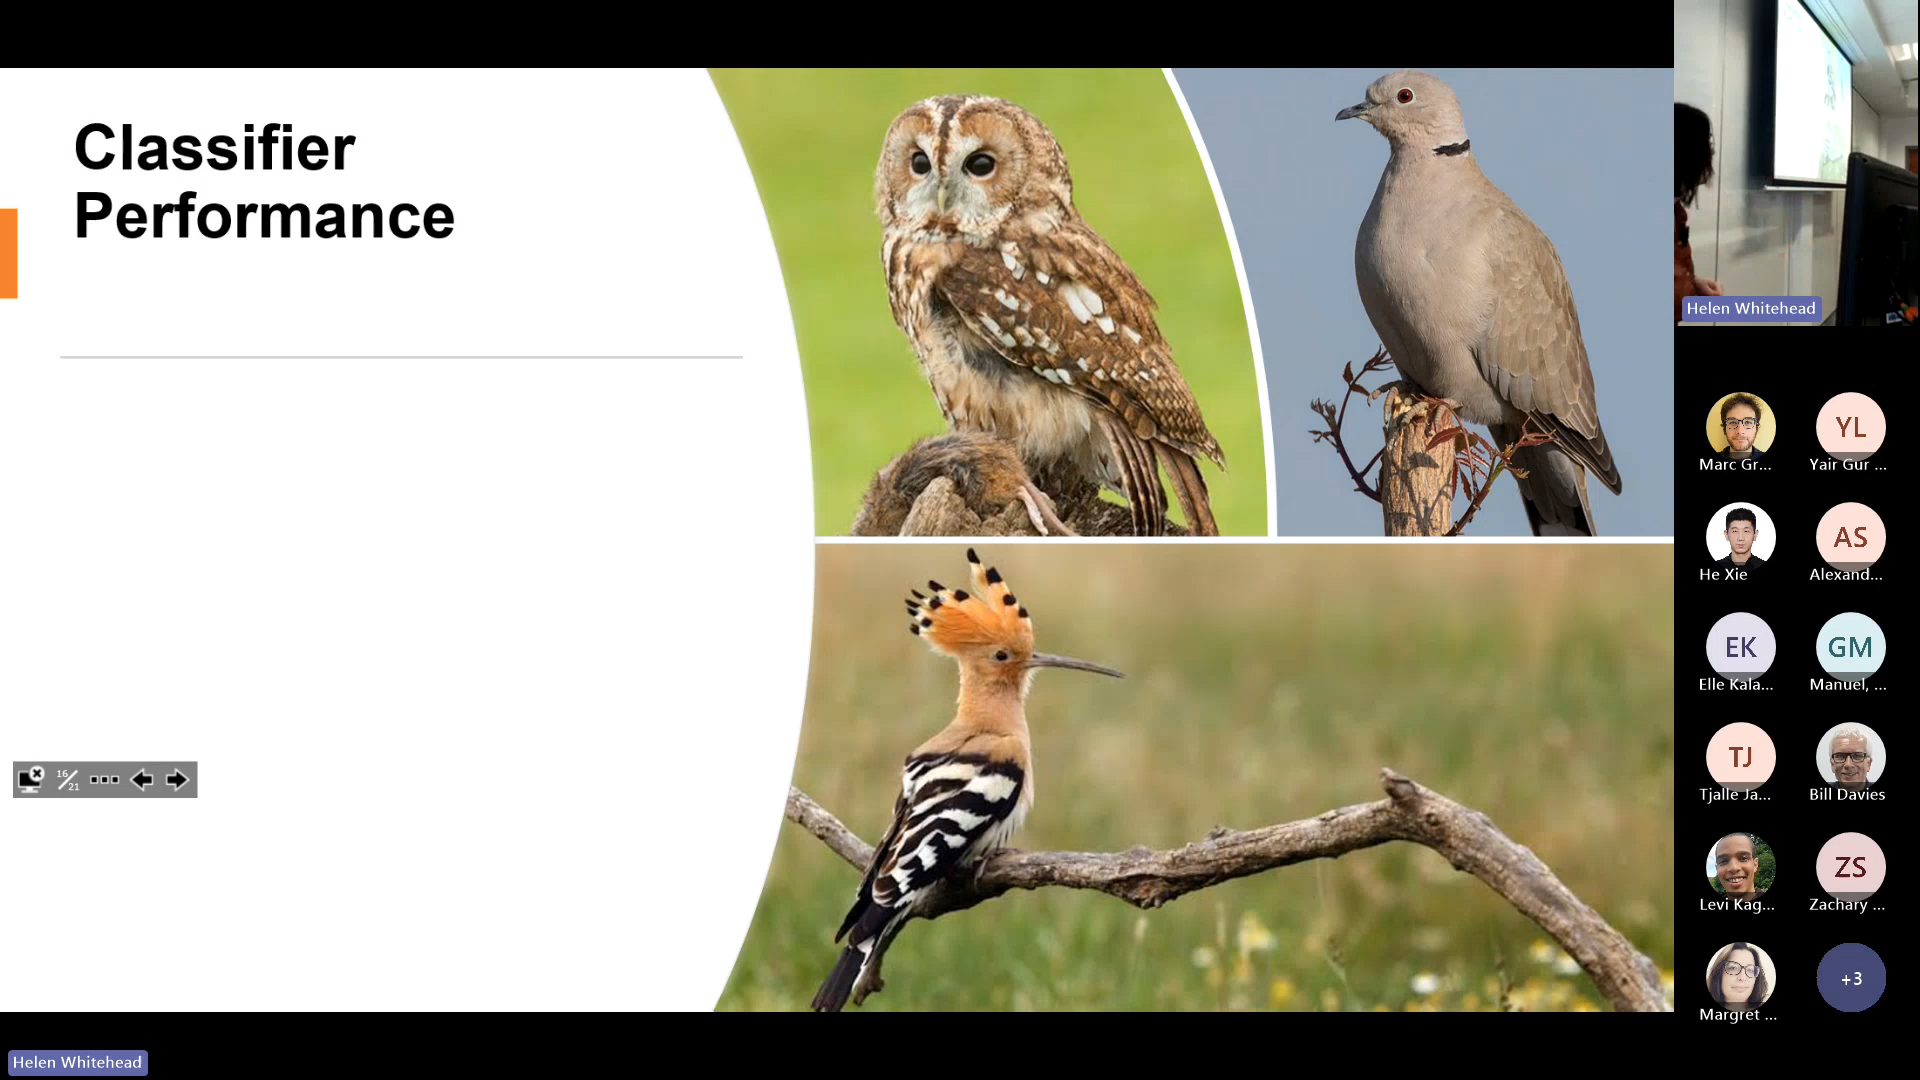 Classifier
Performance
16/21
Helen Whitehead
Helen Whitehead
Marc Gr...
YL
Yair Gur ...
He Xie
AS
Alexand...
EK
Elle Kala...
GM
Manuel, ...
TJ
Tjalle Ja...
Bill Davies
Levi Kag...
ZS
Zachary ...
Margret ...
+3